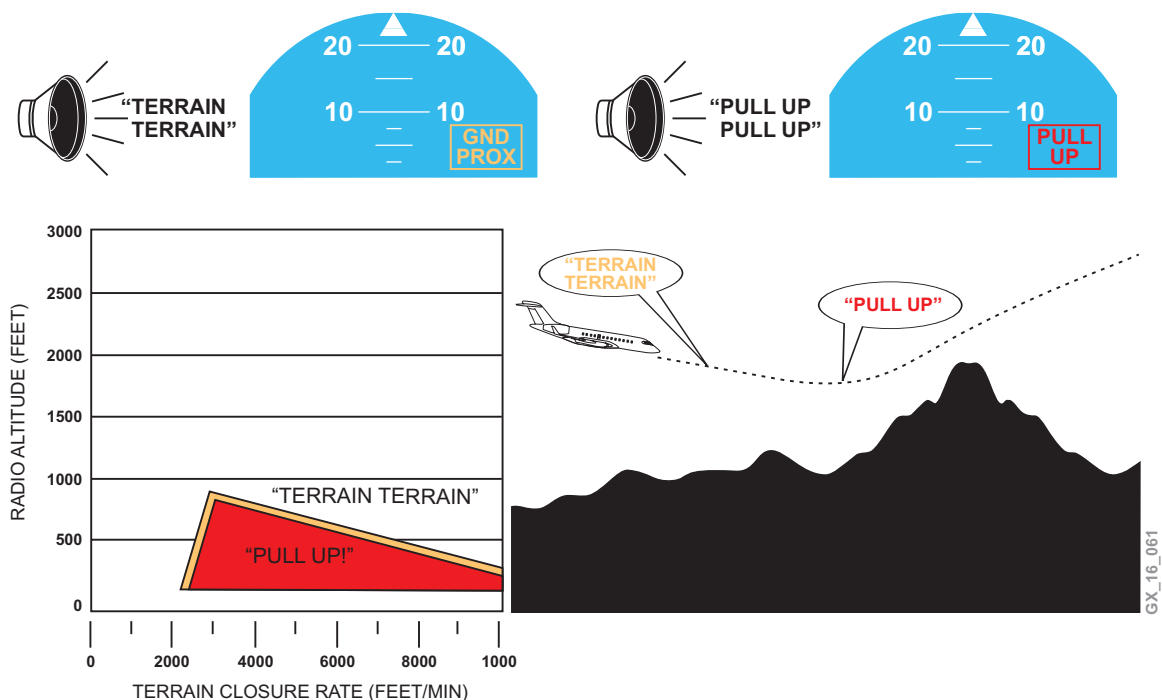 20 20
"TERRAIN
TERRAIN"
10 10
GND
PROX
20 20
"PULL UP
PULL UP"
10 10
PULL
UP
3000
2500
2000
1500
1000
500
0
RADIO ALTITUDE (FEET)
"TERRAIN TERRAIN"
"PULL UP!"
0 2000 4000 6000 8000 1000
TERRAIN CLOSURE RATE (FEET/MIN)
"TERRAIN
TERRAIN"
"PULL UP"
GX_16_061